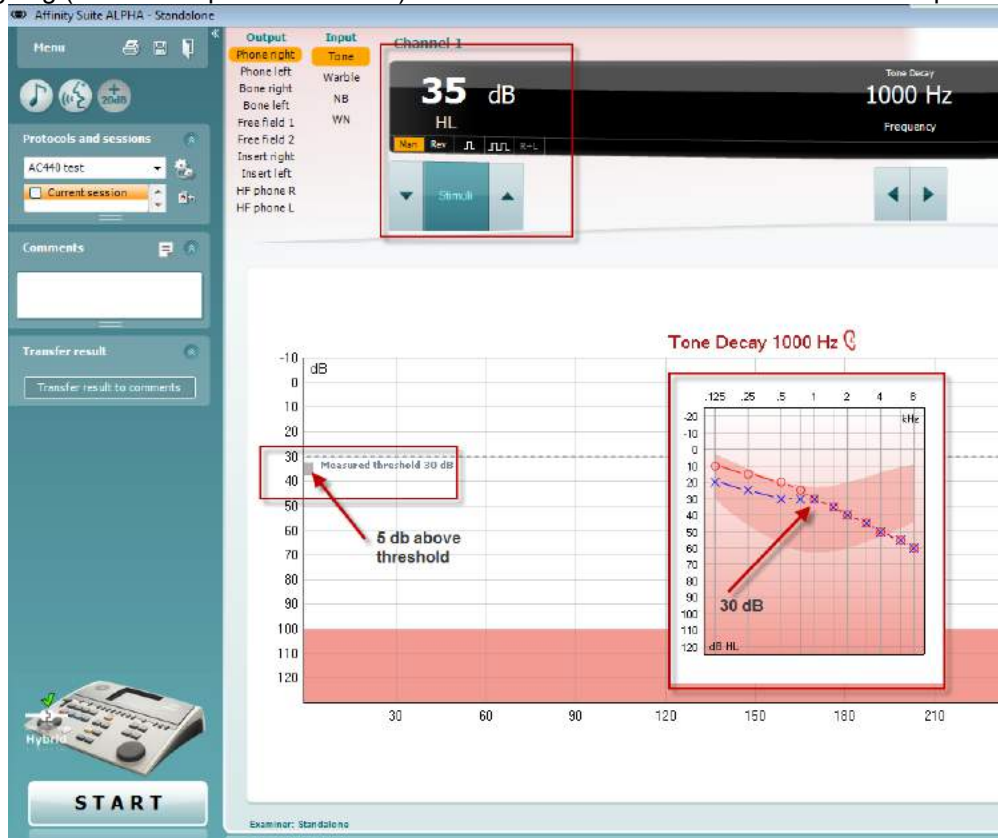 Affinity Suite ALPHA - Standalone
Menu
20dB
Protocols and sessions
AC440 test
Current session
Comments
Transfer result
Transfer result to comments
Hybrid
START
Output
Phone right
Phone left
Bone right
Bone left
Free field 1
Free field 2
Insert right
Insert left
HF phone R
HF phone L
Input
Tone
Warble
NB
WN
Channel 1
35 dB
HL
Man Rev R+L
Stimuli
Tone Decay
1000 Hz
Frequency
Tone Decay 1000 Hz
dB
-10
0
10
20
30
40
50
60
70
80
90
100
110
120
Measured threshold 30 dB
5 db above
threshold
30 60 90 120 150 180 210
.125 .25 .5 1 2 4 8
kHz
-20
-10
0
10
20
30
40
50
60
70
80
90
100
110
120
dB HL
30 dB
Examiner: Standalone